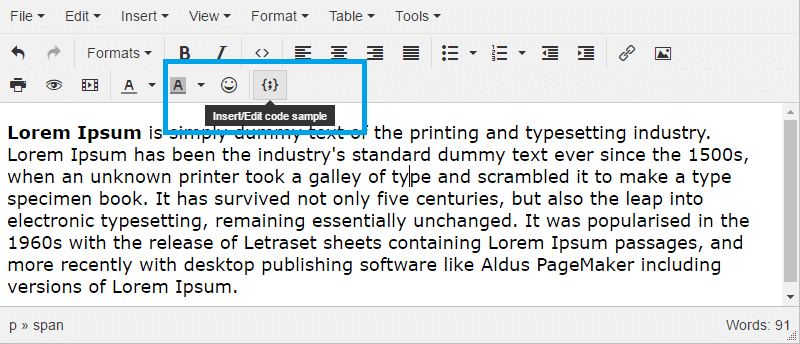 File Edit Insert View Format Table Tools
Formats B I <>
A A {;}
Insert/Edit code sample
Lorem Ipsum is simply dummy text of the printing and typesetting industry.
Lorem Ipsum has been the industry's standard dummy text ever since the 1500s,
when an unknown printer took a galley of type and scrambled it to make a type
specimen book. It has survived not only five centuries, but also the leap into
electronic typesetting, remaining essentially unchanged. It was popularised in the
1960s with the release of Letraset sheets containing Lorem Ipsum passages, and
more recently with desktop publishing software like Aldus PageMaker including
versions of Lorem Ipsum.
p » span Words: 91